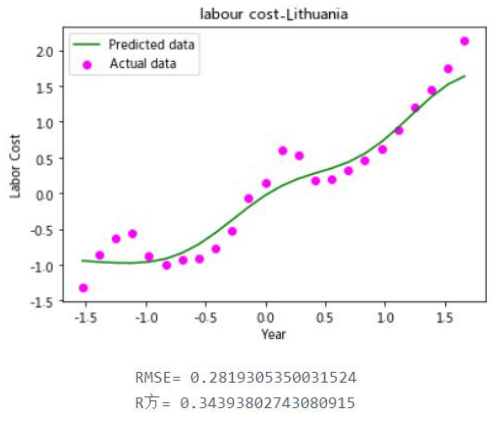 labour cost-Lithuania
Predicted data
Actual data
2.0
1.5
1.0
0.5
0.0
-0.5
-1.0
-1.5
Labor Cost
-1.5 -1.0 -0.5 0.0 0.5 1.0 1.5
Year
RMSE= 0.2819305350031524
R方= 0.34393802743080915